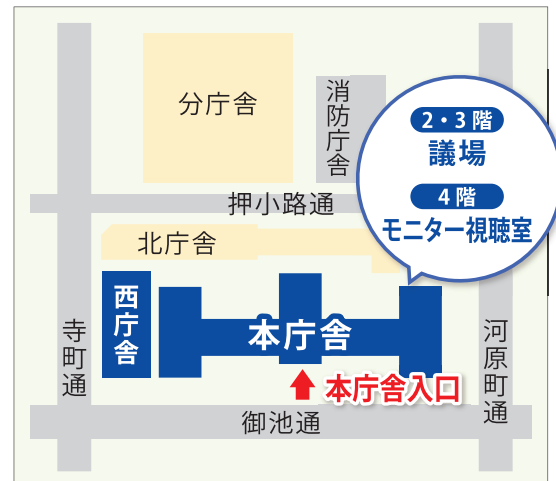 分庁舎
消防庁舎
2・3階
議場
4階
モニター視聴室
押小路通
北庁舎
西庁舎
本庁舎
寺町通
河原町通
本庁舎入口
御池通